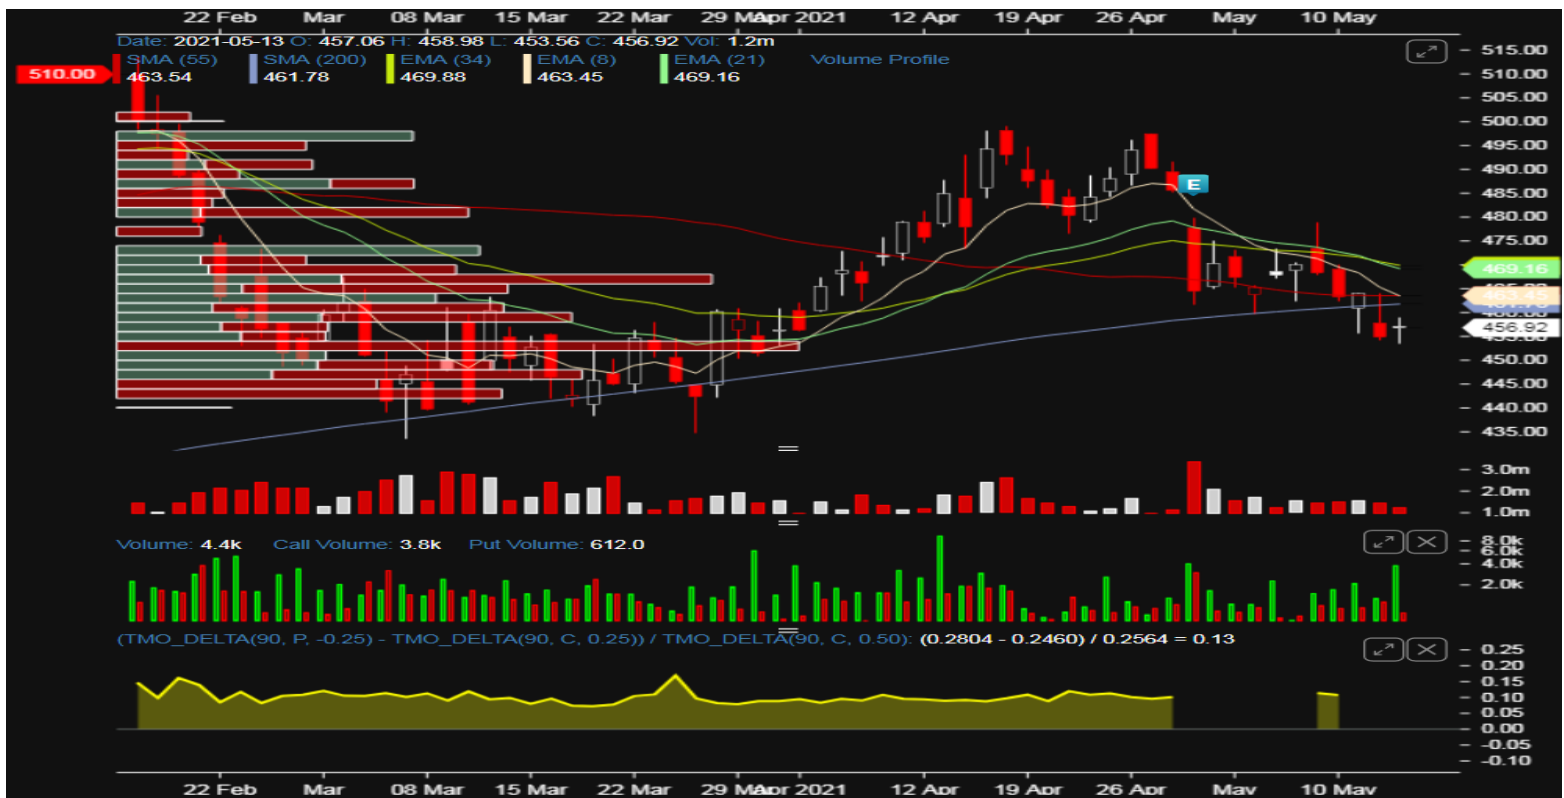 22 Feb Mar 08 Mar 15 Mar 22 Mar 29 Mar Apr 2021 12 Apr 19 Apr 26 Apr May 10 May
Date: 2021-05-13 O: 457.06 H: 458.98 L: 453.56 C: 456.92 Vol: 1.2m
SMA (55) SMA (200) EMA (34) EMA (8) EMA (21) Volume Profile
463.54 461.78 469.88 463.45 469.16
510.00
515.00
510.00
505.00
500.00
495.00
490.00
485.00
E
480.00
475.00
469.16
463.45
460.00
456.92
455.00
450.00
445.00
440.00
435.00
3.0m
2.0m
1.0m
Volume: 4.4k Call Volume: 3.8k Put Volume: 612.0
8.0k
6.0k
4.0k
2.0k
(TMO_DELTA(90, P, -0.25) - TMO_DELTA(90, C, 0.25)) / TMO_DELTA(90, C, 0.50): (0.2804 - 0.2460) / 0.2564 = 0.13
0.25
0.20
0.15
0.10
0.05
0.00
-0.05
-0.10
22 Feb Mar 08 Mar 15 Mar 22 Mar 29 Mar Apr 2021 12 Apr 19 Apr 26 Apr May 10 May